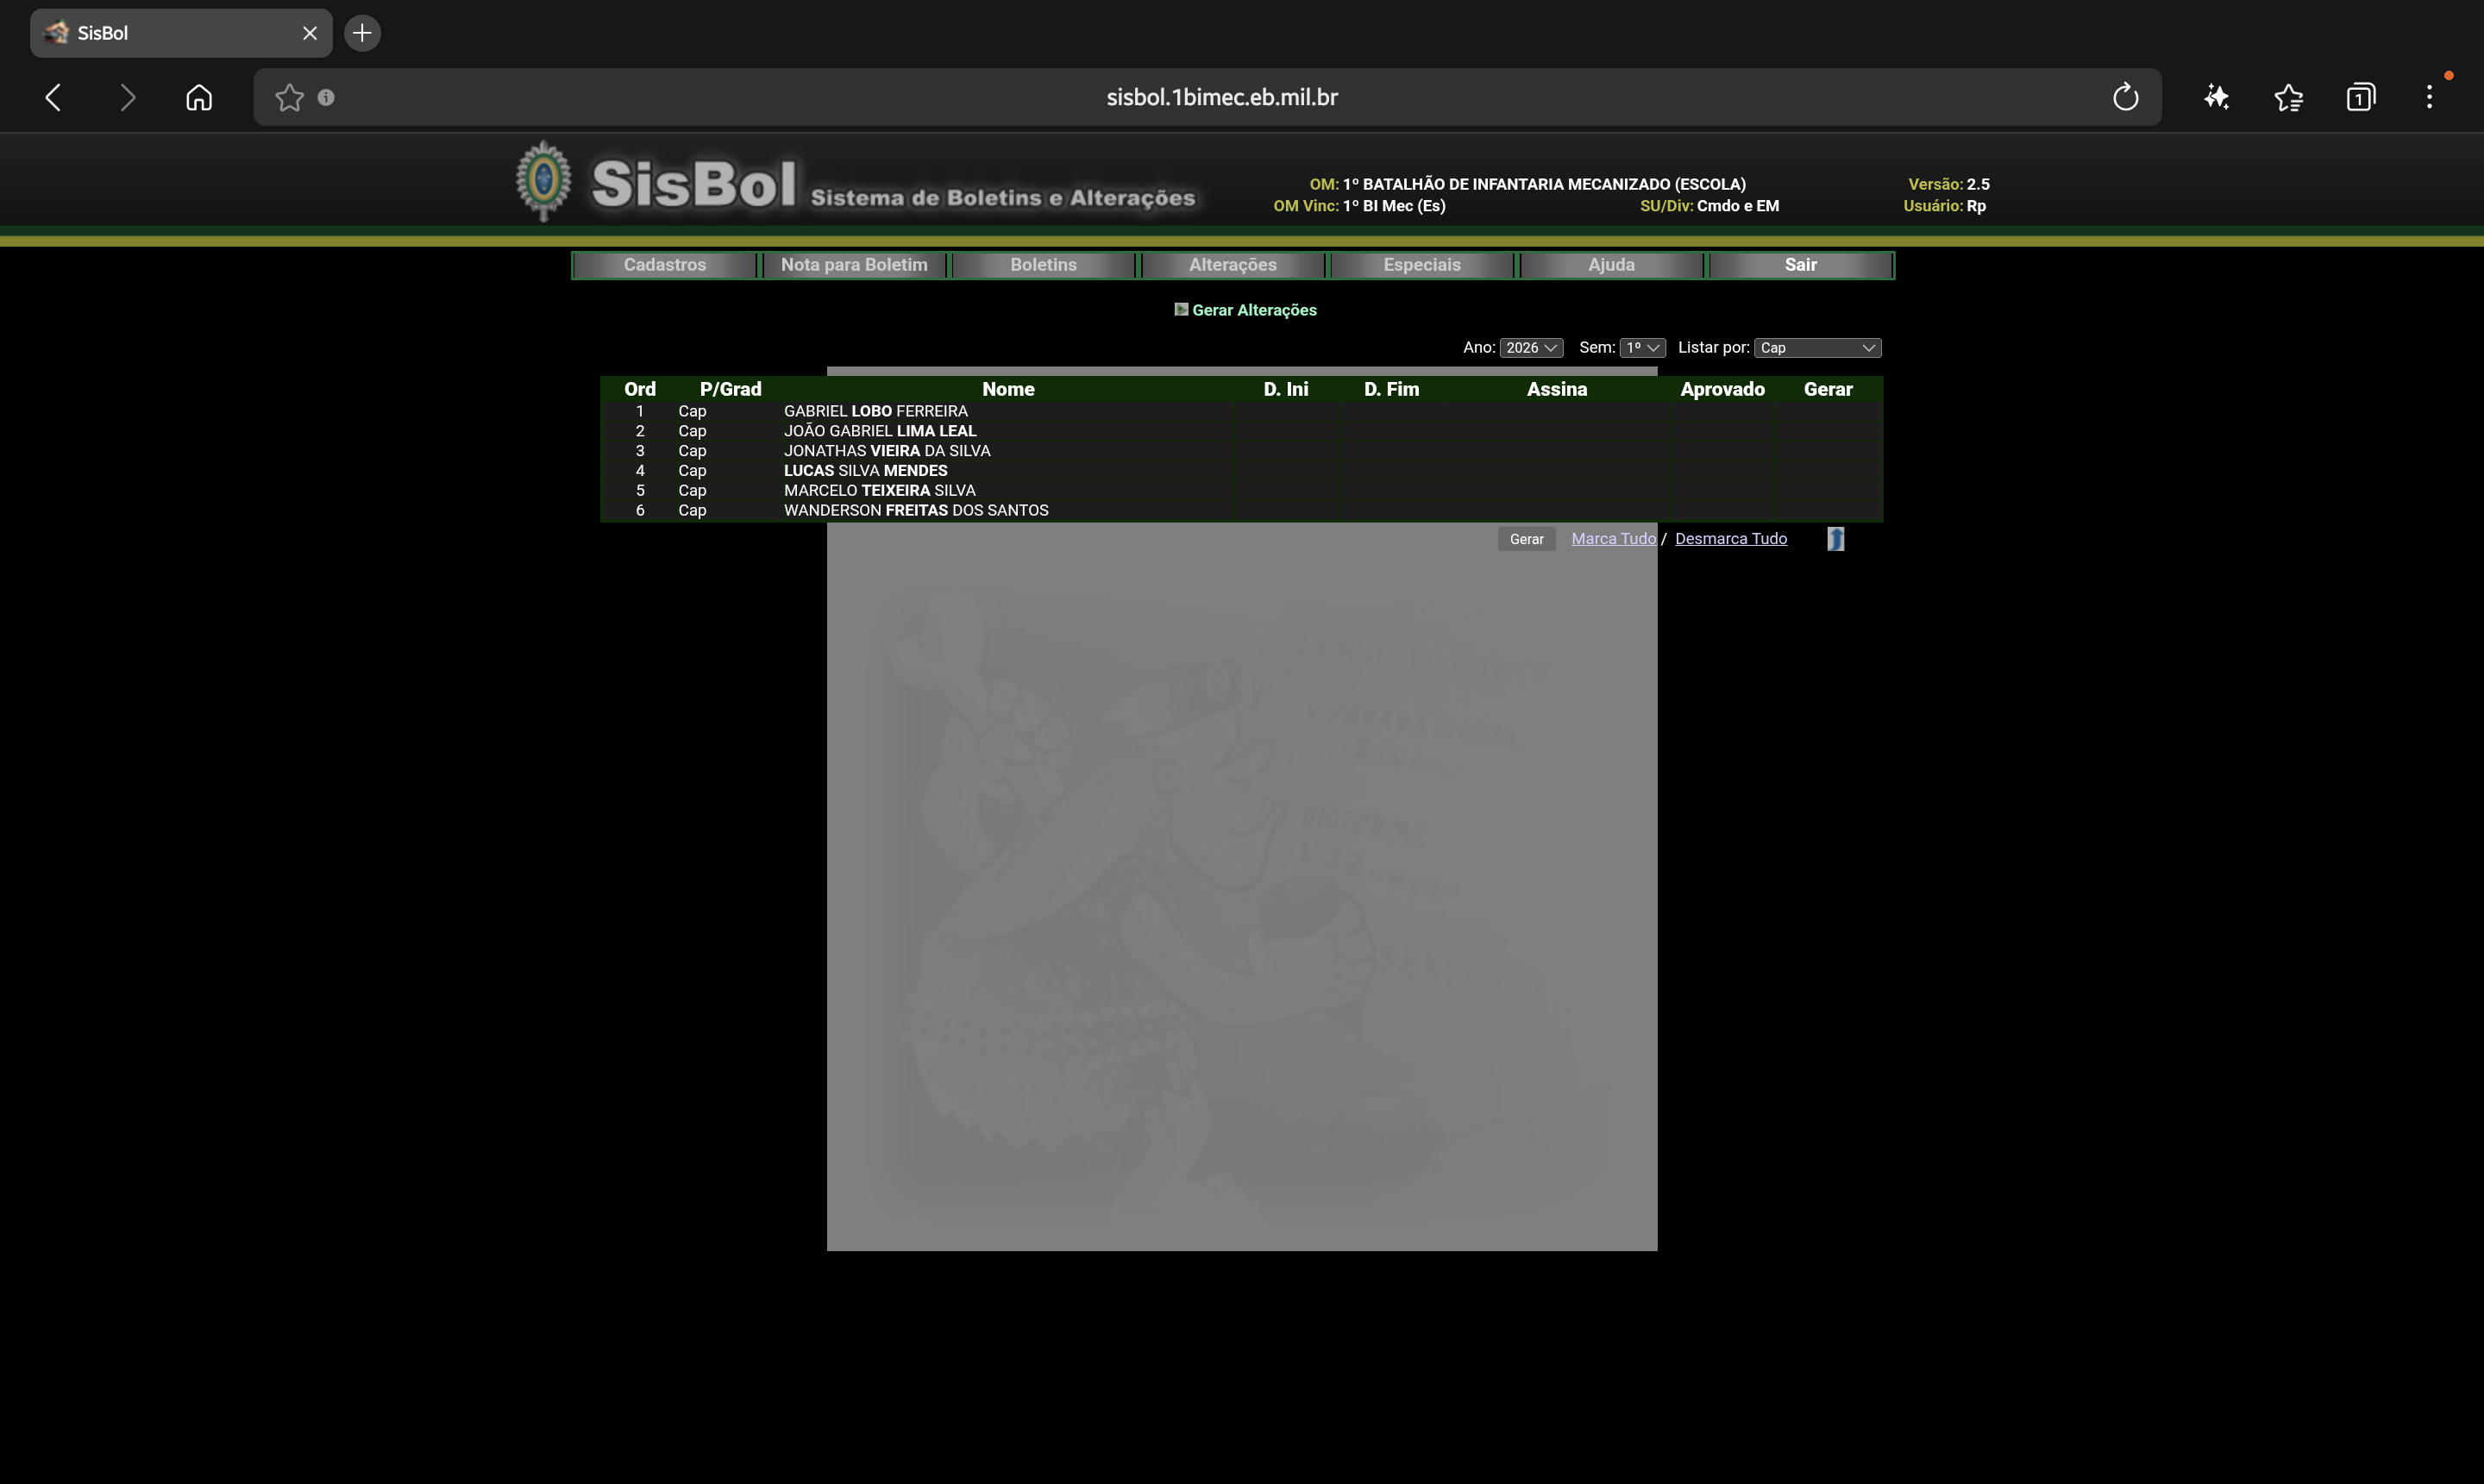 SisBol
sisbol.1bimec.eb.mil.br
1
SisBol Sistema de Boletins e Alterações
OM: 1º BATALHÃO DE INFANTARIA MECANIZADO (ESCOLA) Versão: 2.5
OM Vinc: 1º BI Mec (Es) SU/Div: Cmdo e EM Usuário: Rp
Cadastros Nota para Boletim Boletins Alterações Especiais Ajuda Sair
Gerar Alterações
Ano: 2026 Sem: 1º Listar por: Cap
Ord P/Grad Nome D. Ini D. Fim Assina Aprovado Gerar
1 Cap GABRIEL LOBO FERREIRA
2 Cap JOÃO GABRIEL LIMA LEAL
3 Cap JONATHAS VIEIRA DA SILVA
4 Cap LUCAS SILVA MENDES
5 Cap MARCELO TEIXEIRA SILVA
6 Cap WANDERSON FREITAS DOS SANTOS
Gerar Marca Tudo / Desmarca Tudo